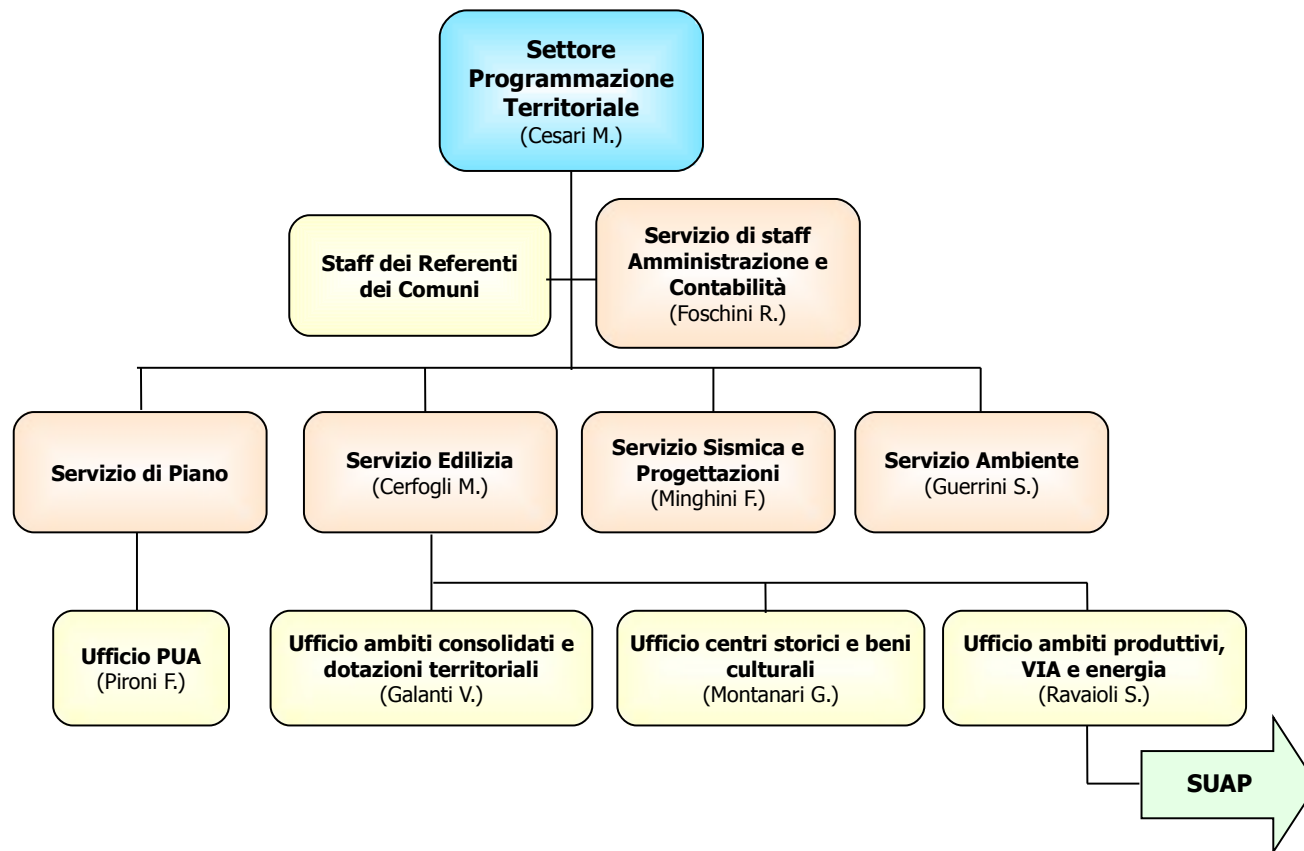 Settore
Programmazione
Territoriale
(Cesari M.)
Staff dei Referenti
dei Comuni
Servizio di staff
Amministrazione e
Contabilità
(Foschini R.)
Servizio di Piano
Servizio Edilizia
(Cerfogli M.)
Servizio Sismica e
Progettazioni
(Minghini F.)
Servizio Ambiente
(Guerrini S.)
Ufficio PUA
(Pironi F.)
Ufficio ambiti consolidati e
dotazioni territoriali
(Galanti V.)
Ufficio centri storici e beni
culturali
(Montanari G.)
Ufficio ambiti produttivi,
VIA e energia
(Ravaioli S.)
SUAP